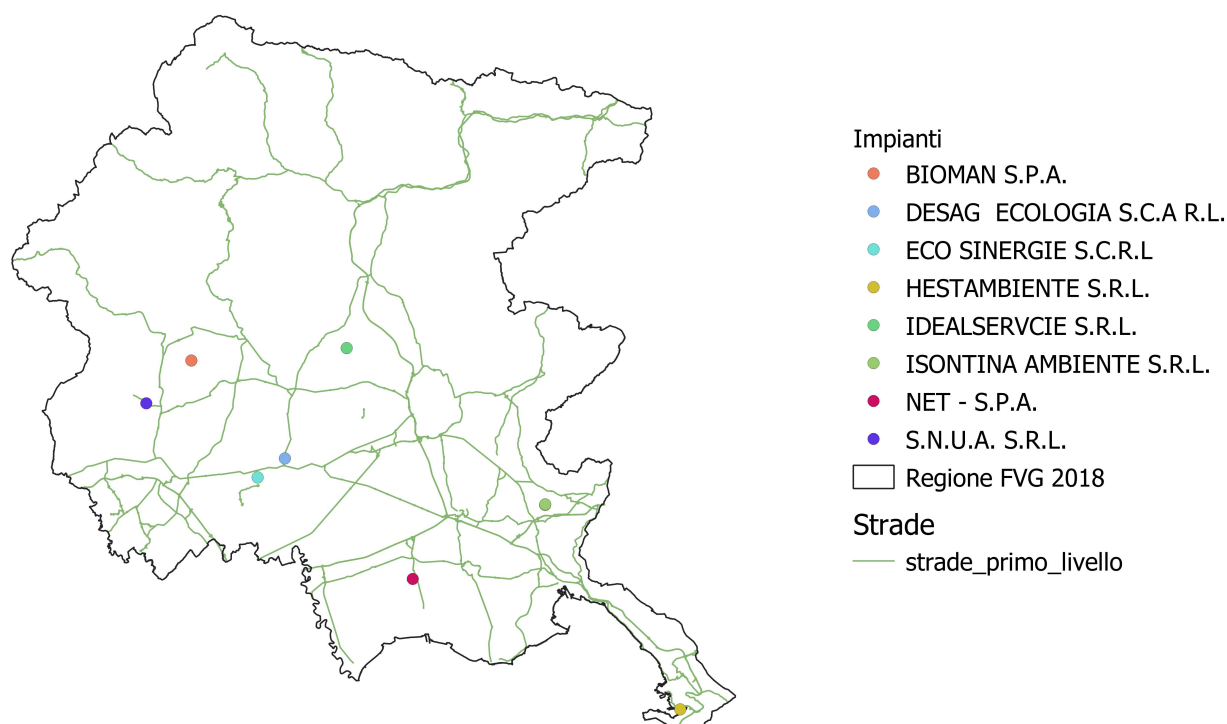 Impianti
BIOMAN S.P.A.
DESAG  ECOLOGIA S.C.A R.L.
ECO SINERGIE S.C.R.L
HESTAMBIENTE S.R.L.
IDEALSERVCIE S.R.L.
ISONTINA AMBIENTE S.R.L.
NET - S.P.A.
S.N.U.A. S.R.L.
Regione FVG 2018
Strade
strade_primo_livello